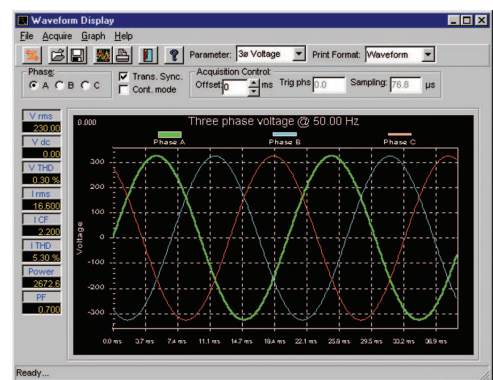 Waveform Display
File Acquire Graph Help
Parameter: 3ø Voltage Print Format: Waveform
Phase: A B C
Trans. Sync.
Cont. mode
Acquisition Control:
Offset: 0 ms Trig phs 0.0 Sampling: 76.8 µs
V rms
230.00
V dc
0.00
V THD
0.30 %
I rms
16.600
I CF
2.200
I THD
5.30 %
Power
2672.6
PF
0.700
0.000 Three phase voltage @ 50.00 Hz
Phase A Phase B Phase C
Voltage
300
200
100
0
-100
-200
-300
0.0 ms 3.7 ms 7.4 ms 11.1 ms 14.7 ms 18.4 ms 22.1 ms 25.8 ms 29.5 ms 33.2 ms 36.9 ms
Ready...